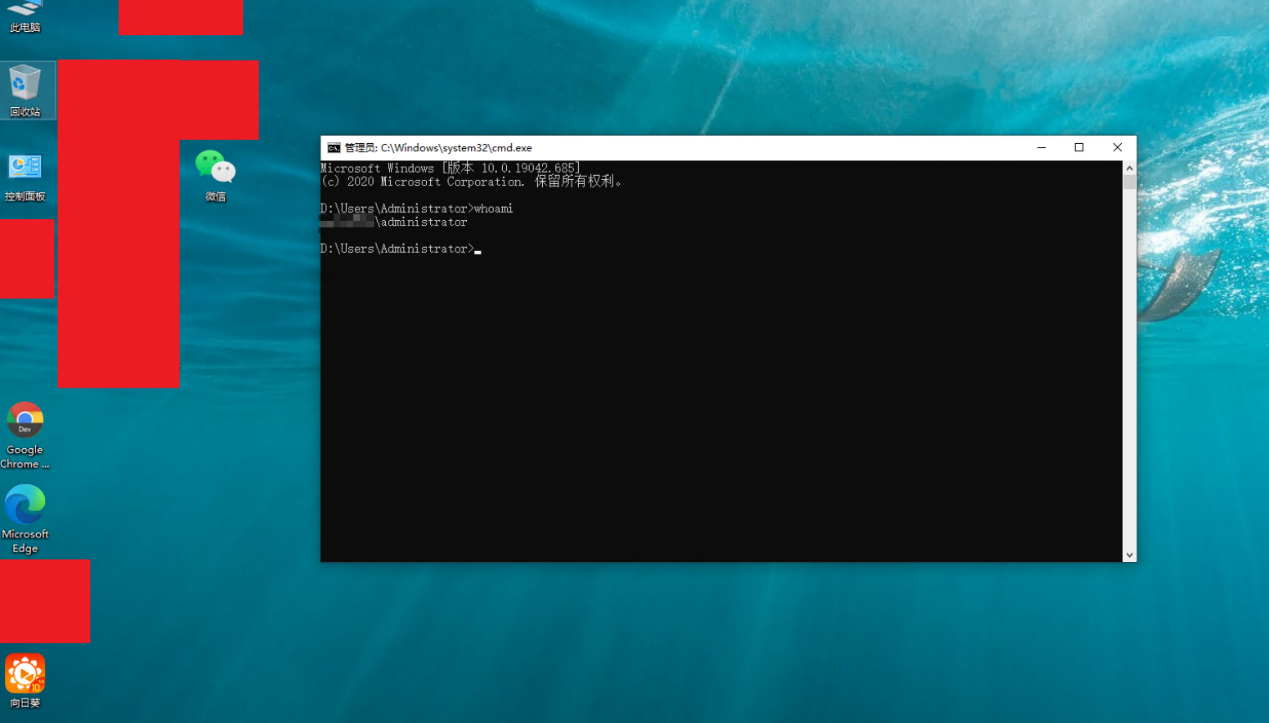 此电脑
回收站
控制面板
微信
Dev
Google
Chrome ...
Microsoft
Edge
10
向日葵
管理员: C:\Windows\system32\cmd.exe
Microsoft Windows [版本 10.0.19042.685]
(c) 2020 Microsoft Corporation. 保留所有权利。
D:\Users\Administrator>whoami
\administrator
D:\Users\Administrator>